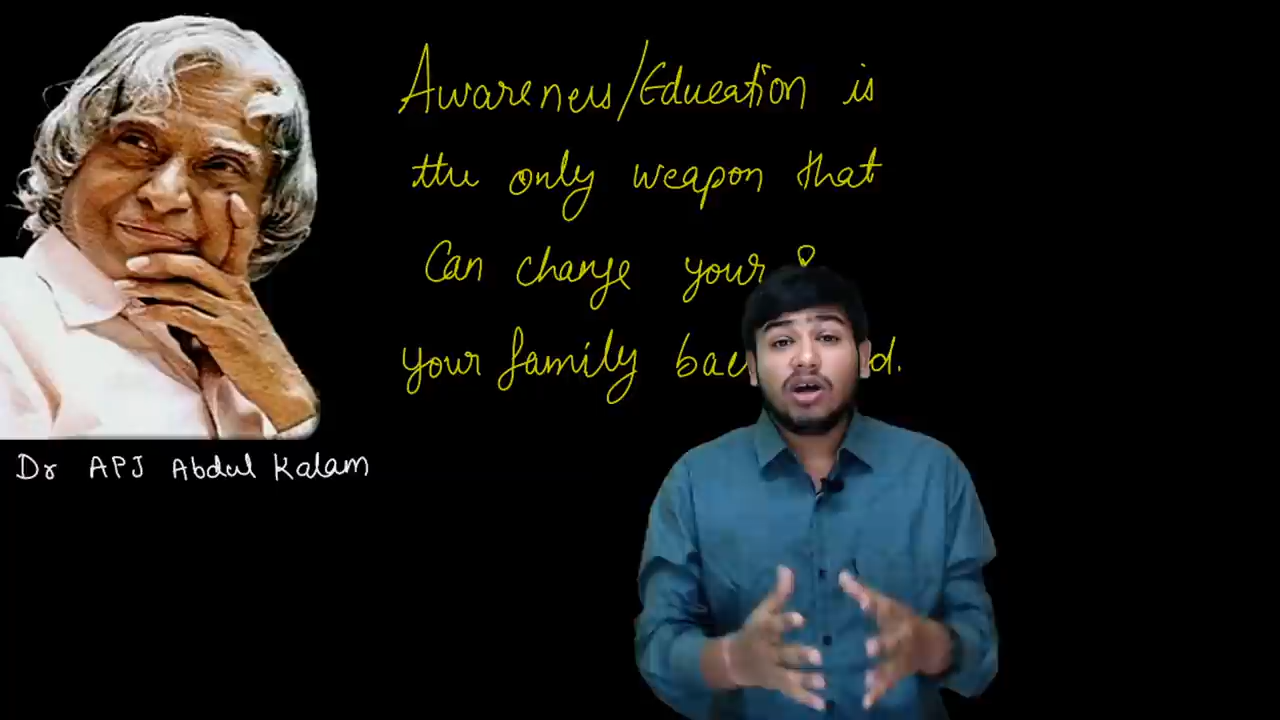 Awareness/Education is
the only weapon that
Can change your
your family
Dr APJ Abdul Kalam